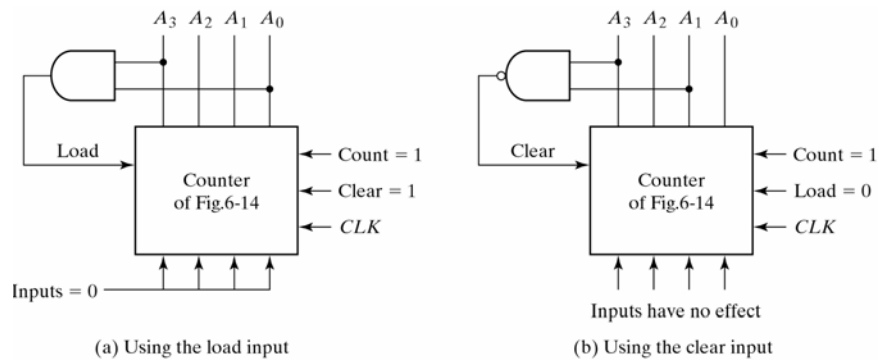 A3 A2 A1 A0
Load
Counter
of Fig.6-14
Count = 1
Clear = 1
CLK
Inputs = 0
(a) Using the load input
A3 A2 A1 A0
Clear
Counter
of Fig.6-14
Count = 1
Load = 0
CLK
Inputs have no effect
(b) Using the clear input